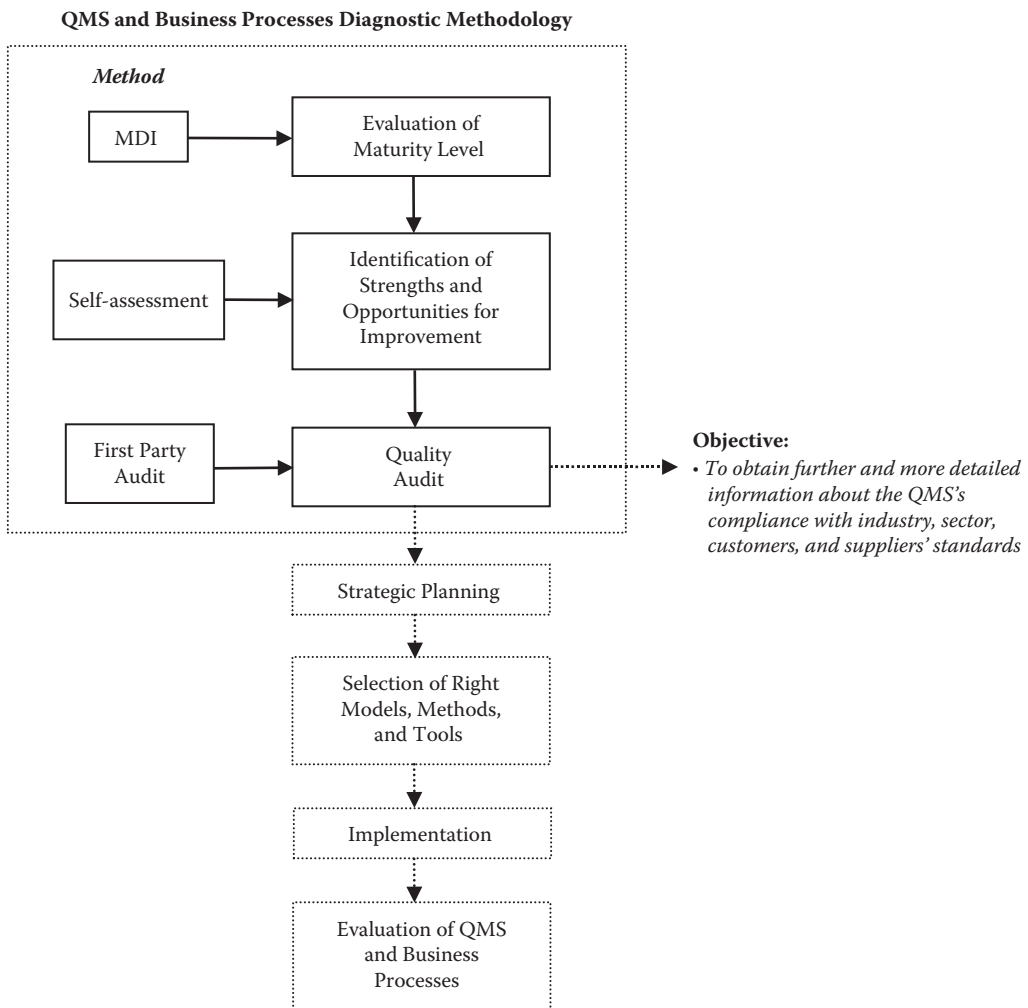 QMS and Business Processes Diagnostic Methodology
Method
MDI
Evaluation of
Maturity Level
Self-assessment
Identification of
Strengths and
Opportunities for
Improvement
First Party
Audit
Quality
Audit
Objective:
• To obtain further and more detailed
information about the QMS’s
compliance with industry, sector,
customers, and suppliers’ standards
Strategic Planning
Selection of Right
Models, Methods,
and Tools
Implementation
Evaluation of QMS
and Business
Processes